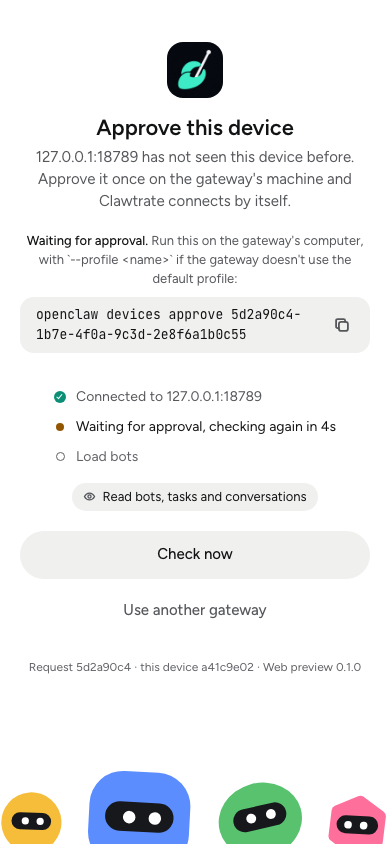 Approve this device
127.0.0.1:18789 has not seen this device before.
Approve it once on the gateway's machine and
Clawtrate connects by itself.
Waiting for approval. Run this on the gateway's computer,
with `--profile <name>` if the gateway doesn't use the
default profile:
openclaw devices approve 5d2a90c4-
1b7e-4f0a-9c3d-2e8f6a1b0c55
Connected to 127.0.0.1:18789
Waiting for approval, checking again in 4s
Load bots
Read bots, tasks and conversations
Check now
Use another gateway
Request 5d2a90c4 · this device a41c9e02 · Web preview 0.1.0